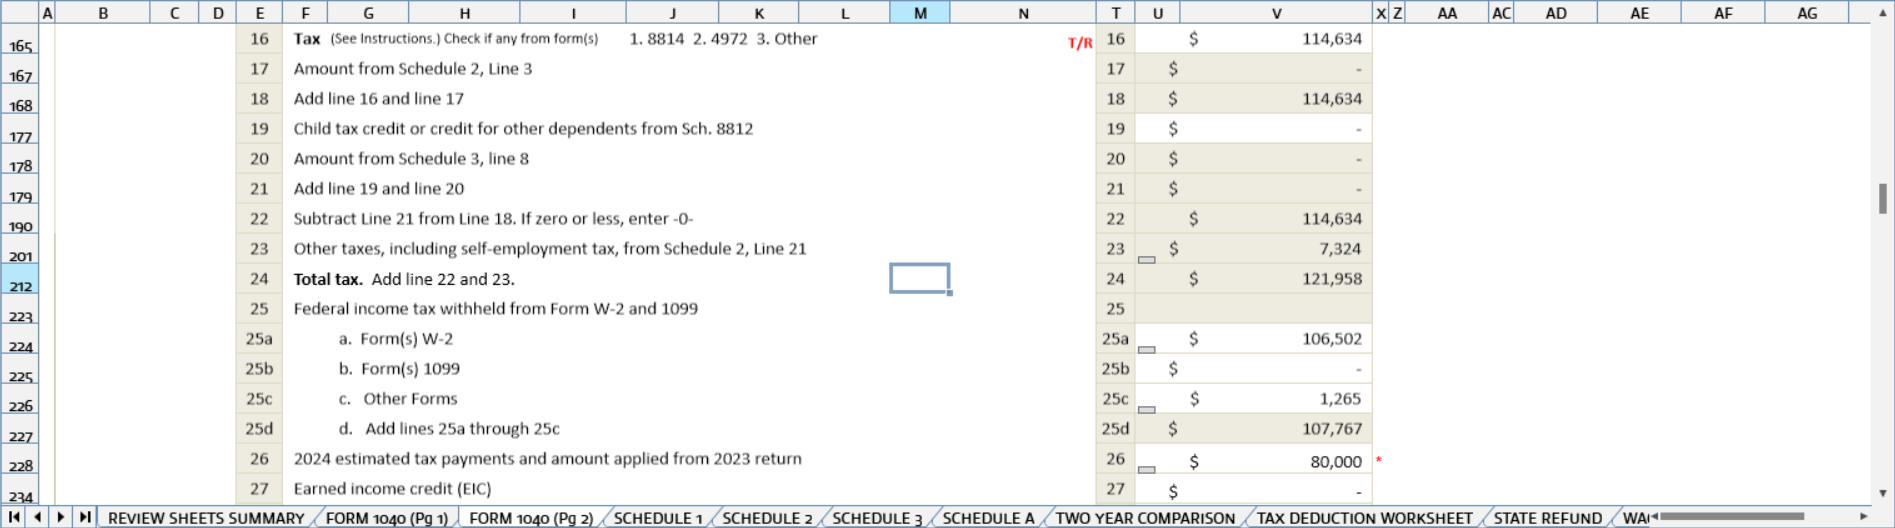 A B C D E F G H I J K L M N T U V X Z AA AC AD AE AF AG
165 16 Tax (See Instructions.) Check if any from form(s) 1. 8814 2. 4972 3. Other T/R 16 $ 114,634
167 17 Amount from Schedule 2, Line 3 17 $ -
168 18 Add line 16 and line 17 18 $ 114,634
177 19 Child tax credit or credit for other dependents from Sch. 8812 19 $ -
178 20 Amount from Schedule 3, line 8 20 $ -
179 21 Add line 19 and line 20 21 $ -
190 22 Subtract Line 21 from Line 18. If zero or less, enter -0- 22 $ 114,634
201 23 Other taxes, including self-employment tax, from Schedule 2, Line 21 23 $ 7,324
212 24 Total tax. Add line 22 and 23. 24 $ 121,958
223 25 Federal income tax withheld from Form W-2 and 1099 25
224 25a a. Form(s) W-2 25a $ 106,502
225 25b b. Form(s) 1099 25b $ -
226 25c c. Other Forms 25c $ 1,265
227 25d d. Add lines 25a through 25c 25d $ 107,767
228 26 2024 estimated tax payments and amount applied from 2023 return 26 $ 80,000 *
234 27 Earned income credit (EIC) 27 $ -
REVIEW SHEETS SUMMARY FORM 1040 (Pg 1) FORM 1040 (Pg 2) SCHEDULE 1 SCHEDULE 2 SCHEDULE 3 SCHEDULE A TWO YEAR COMPARISON TAX DEDUCTION WORKSHEET STATE REFUND WA